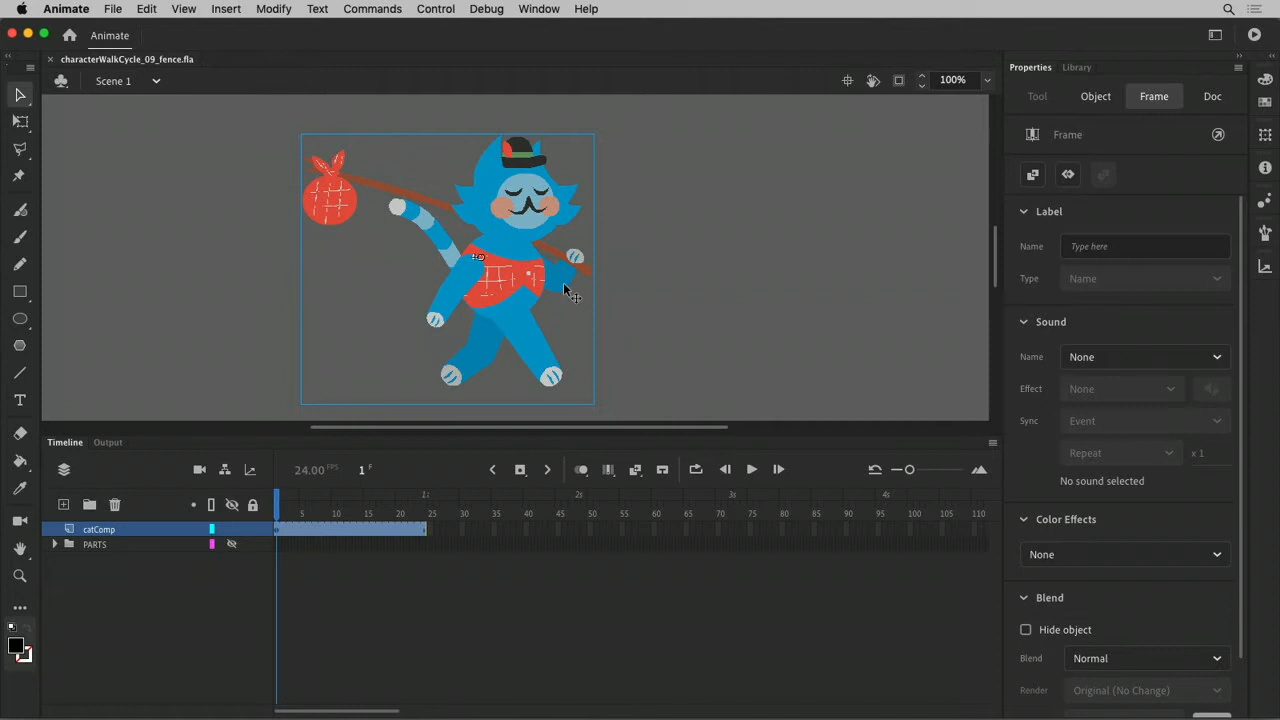 Animate File Edit View Insert Modify Text Commands Control Debug Window Help
Animate
× characterWalkCycle_09_fence.fla
Scene 1
100%
Properties Library
Tool Object Frame Doc
Frame
Label
Name Type here
Type Name
Sound
Name None
Effect None
Sync Event
Repeat x 1
No sound selected
Color Effects
None
Blend
Hide object
Blend Normal
Render Original (No Change)
Timeline Output
24.00 FPS 1 F
1s 2s 3s 4s
5 10 15 20 25 30 35 40 45 50 55 60 65 70 75 80 85 90 95 100 105 110
catComp
PARTS